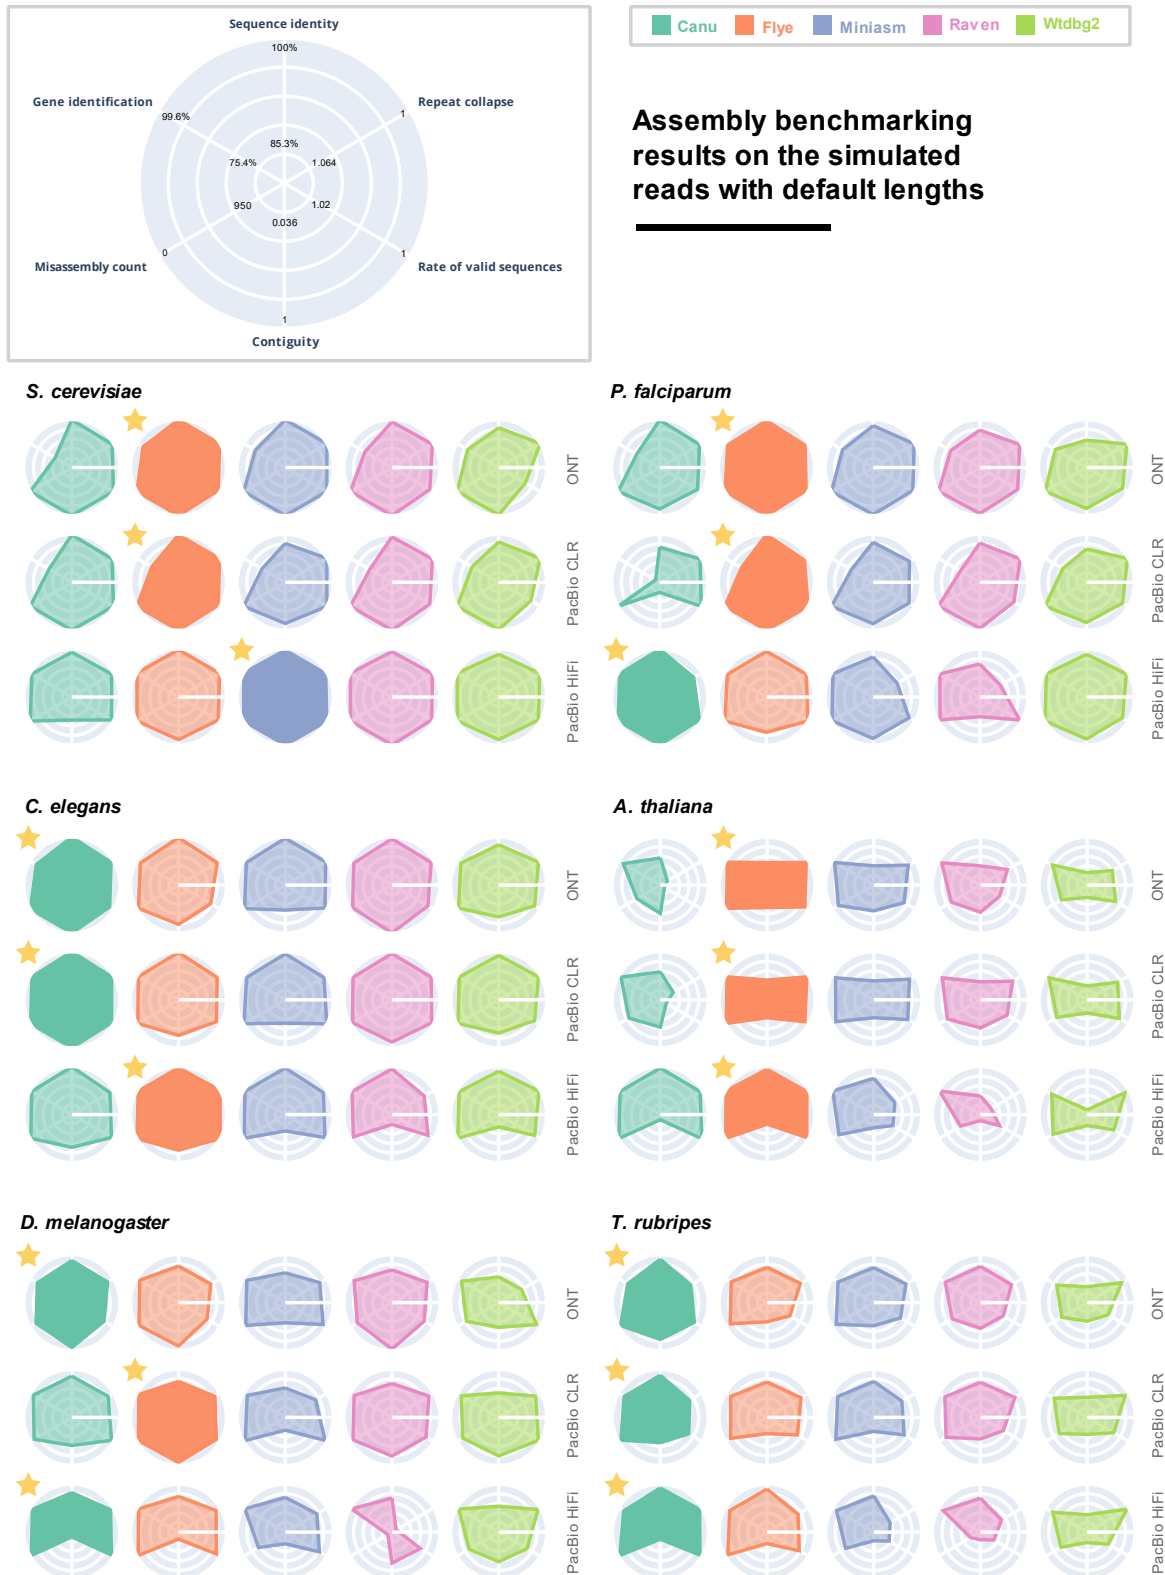 Sequence identity
100%
Gene identification
Repeat collapse
99.6%
1
85.3%
75.4%
1.064
950
1.02
0.036
0
1
Misassembly count
Rate of valid sequences
1
Contiguity
Canu
Flye
Miniasm
Raven
Wtdbg2
Assembly benchmarking
results on the simulated
reads with default lengths
S. cerevisiae
ONT
PacBio CLR
PacBio HiFi
P. falciparum
ONT
PacBio CLR
PacBio HiFi
C. elegans
ONT
PacBio CLR
PacBio HiFi
A. thaliana
ONT
PacBio CLR
PacBio HiFi
D. melanogaster
ONT
PacBio CLR
PacBio HiFi
T. rubripes
ONT
PacBio CLR
PacBio HiFi